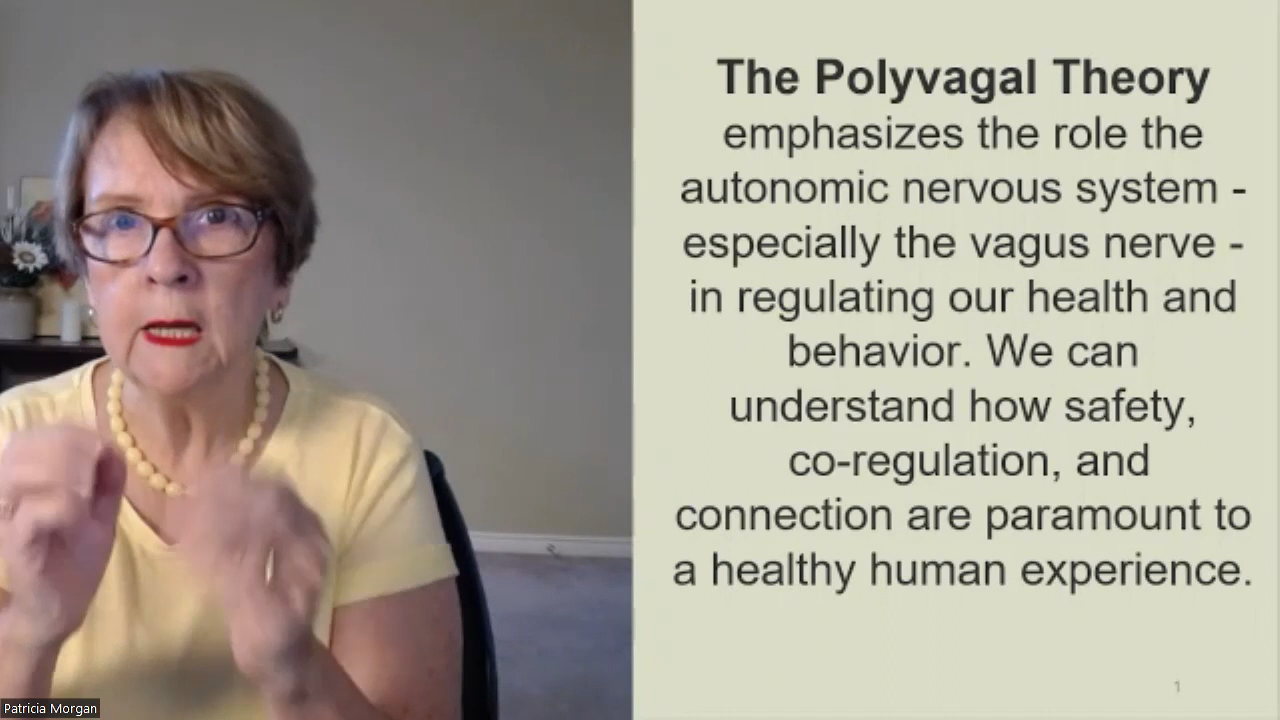 The Polyvagal Theory
emphasizes the role the
autonomic nervous system -
especially the vagus nerve -
in regulating our health and
behavior. We can
understand how safety,
co-regulation, and
connection are paramount to
a healthy human experience.
1
Patricia Morgan